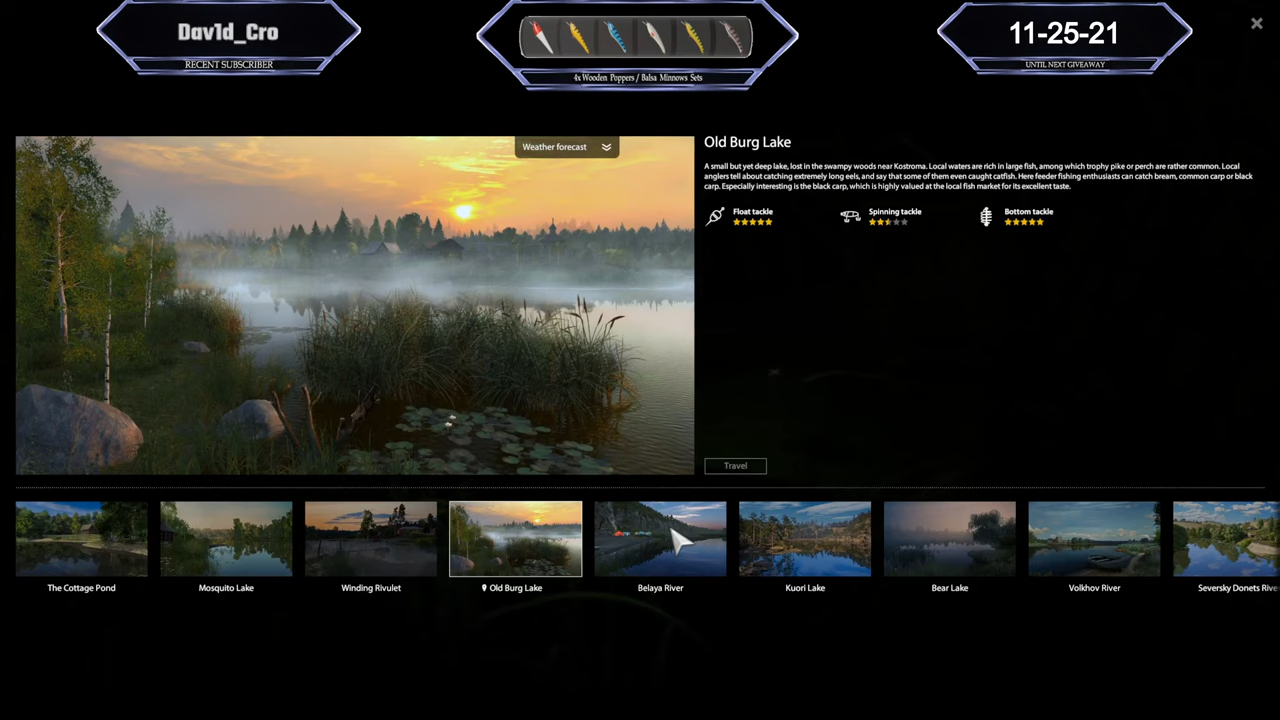 Dav1d_Cro
RECENT SUBSCRIBER
4x Wooden Poppers / Balsa Minnows Sets
11-25-21
UNTIL NEXT GIVEAWAY
Weather forecast
Old Burg Lake
A small but yet deep lake, lost in the swampy woods near Kostroma. Local waters are rich in large fish, among which trophy pike or perch are rather common. Local
anglers tell about catching extremely long eels, and say that some of them even caught catfish. Here feeder fishing enthusiasts can catch bream, common carp or black
carp. Especially interesting is the black carp, which is highly valued at the local fish market for its excellent taste.
Float tackle
Spinning tackle
Bottom tackle
Travel
The Cottage Pond
Mosquito Lake
Winding Rivulet
Old Burg Lake
Belaya River
Kuori Lake
Bear Lake
Volkhov River
Seversky Donets Rive